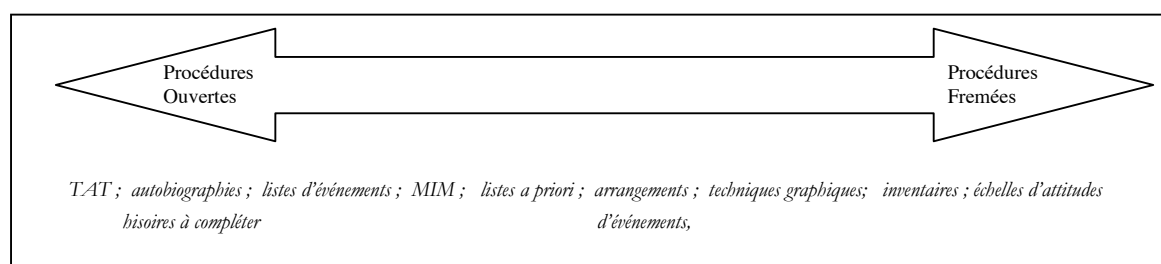 Procédures
Ouvertes
Procédures
Fremées
TAT ; autobiographies ; listes d'événements ; MIM ; listes a priori ; arrangements ; techniques graphiques; inventaires ; échelles d'attitudes
hisoires à compléter d'événements,